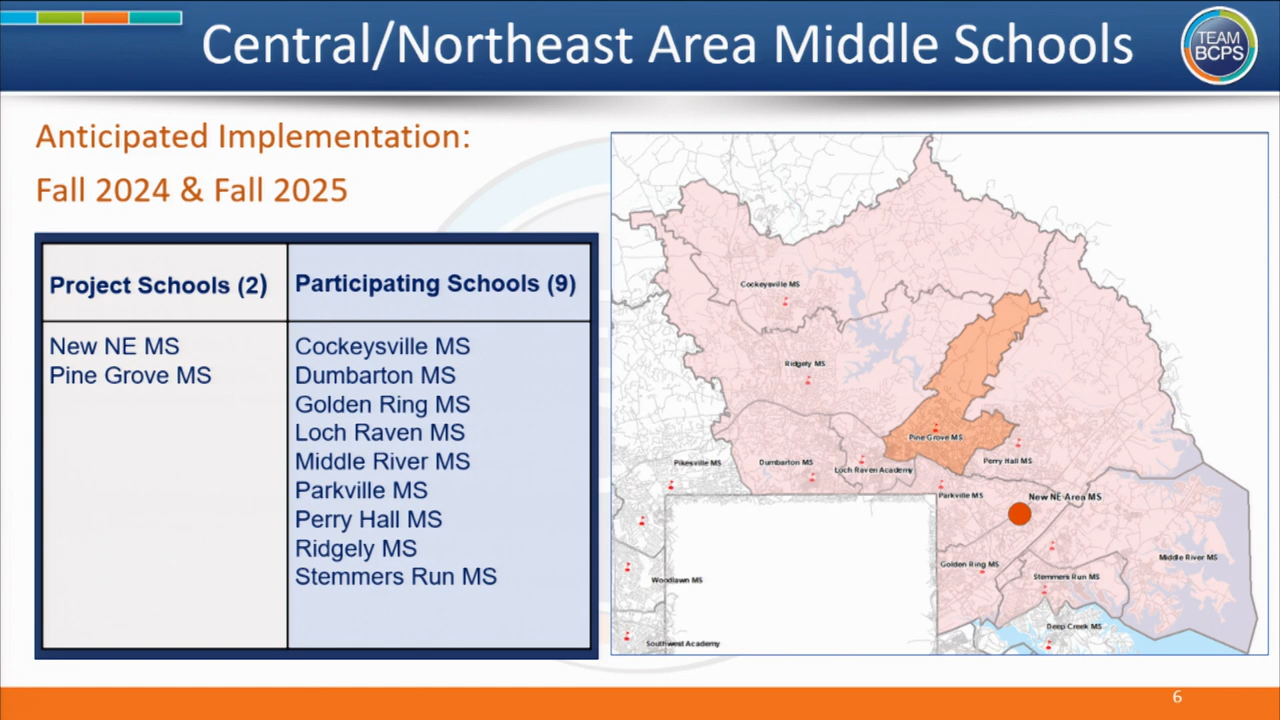 Central/Northeast Area Middle Schools
TEAM
BCPS
Anticipated Implementation:
Fall 2024 & Fall 2025
Project Schools (2)
Participating Schools (9)
New NE MS
Pine Grove MS
Cockeysville MS
Dumbarton MS
Golden Ring MS
Loch Raven MS
Middle River MS
Parkville MS
Perry Hall MS
Ridgely MS
Stemmers Run MS
Cockeysville MS
Ridgely MS
Pine Grove MS
Pikesville MS
Dumbarton MS
Loch Raven Academy
Perry Hall MS
Parkville MS
New NE Area MS
Golden Ring MS
Middle River MS
Woodlawn MS
Stemmers Run MS
Deep Creek MS
Southwest Academy
6